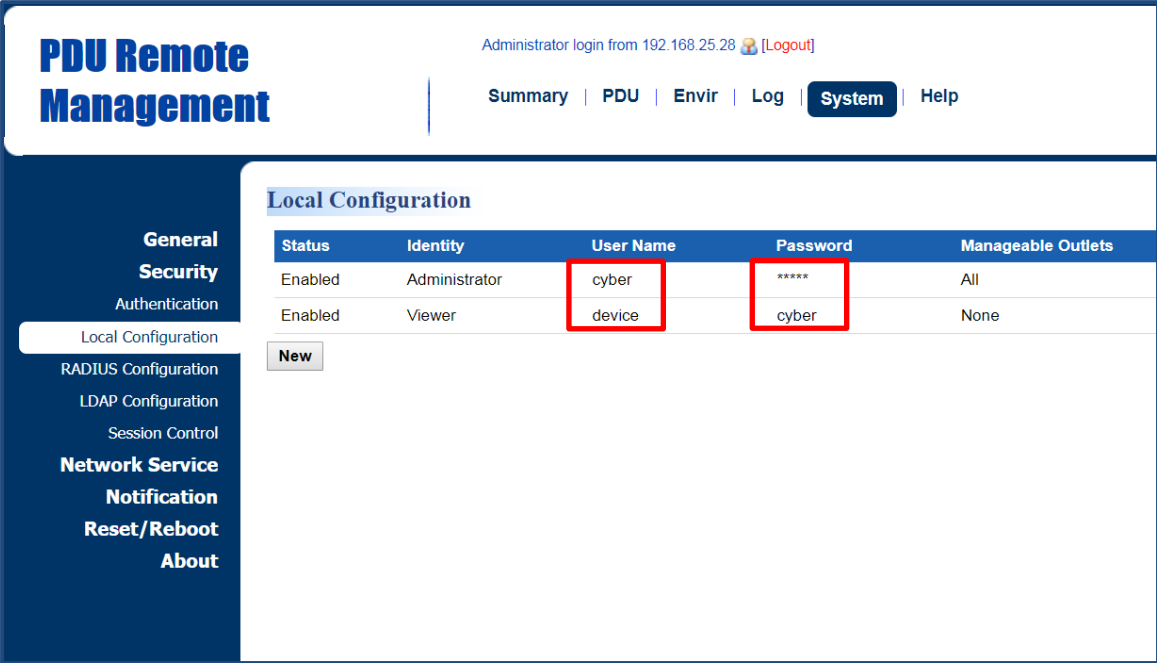 PDU Remote
Management
Administrator login from 192.168.25.28 [Logout]
Summary | PDU | Envir | Log | System | Help
General
Security
Authentication
Local Configuration
RADIUS Configuration
LDAP Configuration
Session Control
Network Service
Notification
Reset/Reboot
About
Local Configuration
Status Identity User Name Password Manageable Outlets
Enabled Administrator cyber ***** All
Enabled Viewer device cyber None
New